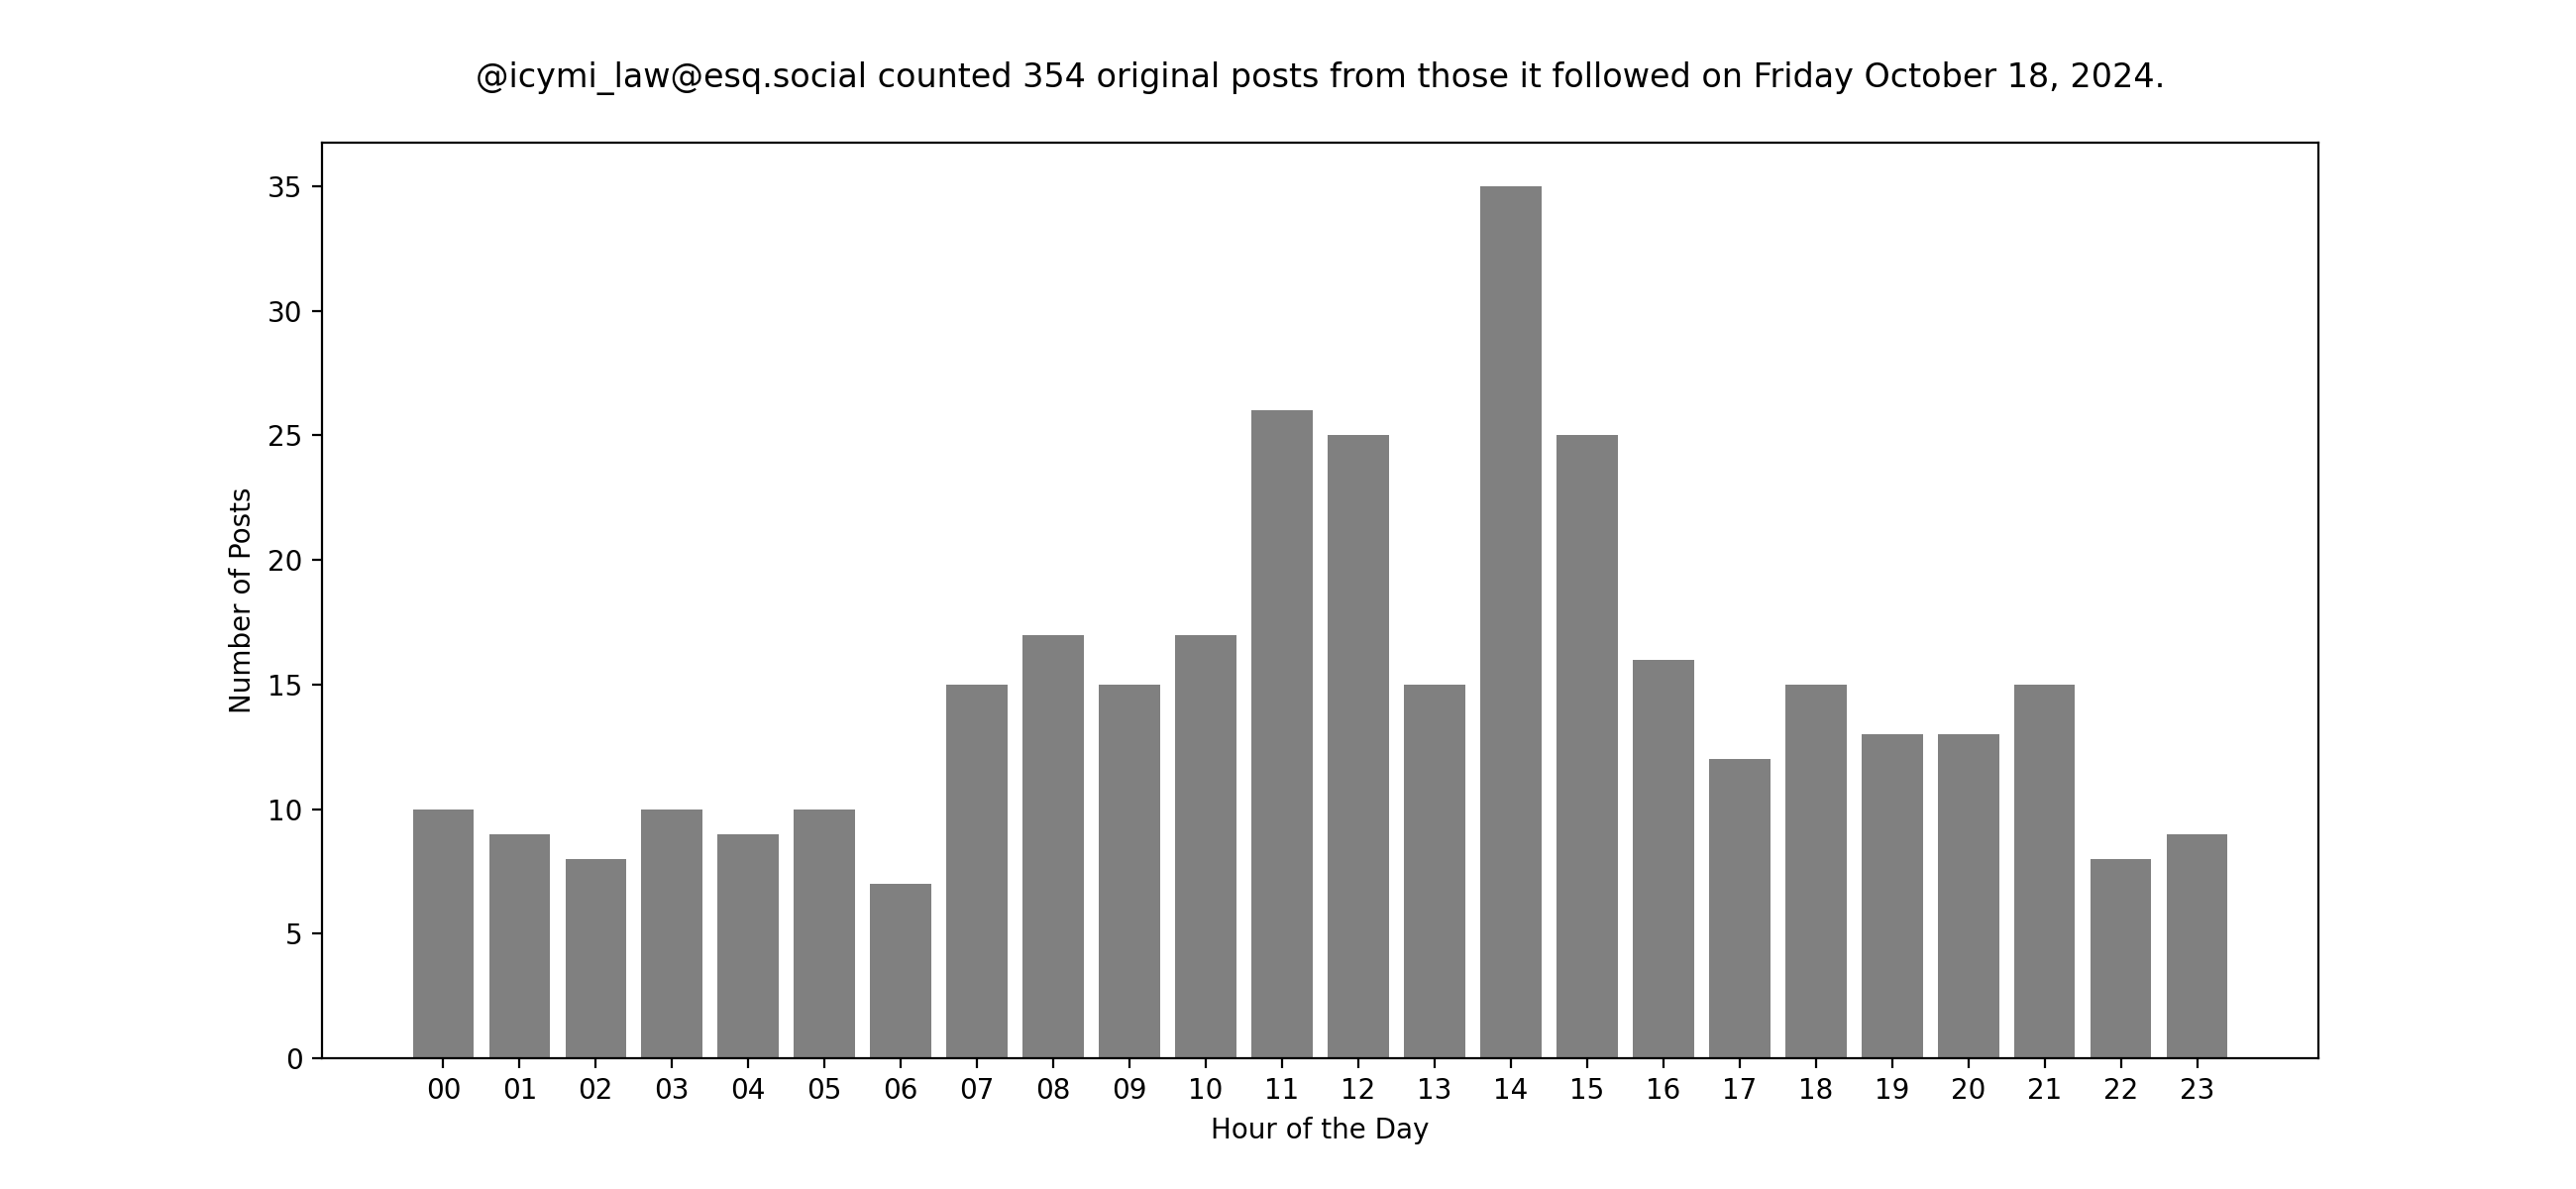 @icymi_law@esq.social counted 354 original posts from those it followed on Friday October 18, 2024.
35
30
25
20
15
10
5
0
Number of Posts
00 01 02 03 04 05 06 07 08 09 10 11 12 13 14 15 16 17 18 19 20 21 22 23
Hour of the Day